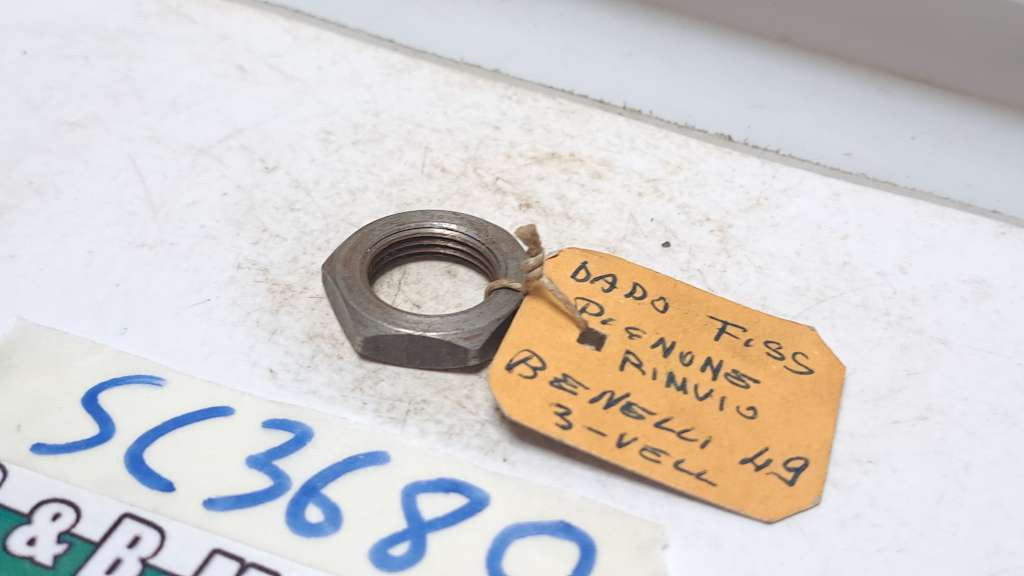 DADO FISS
PIGNONE
RINVIO
BENELLI 49
3-VELL
SC3680
& B